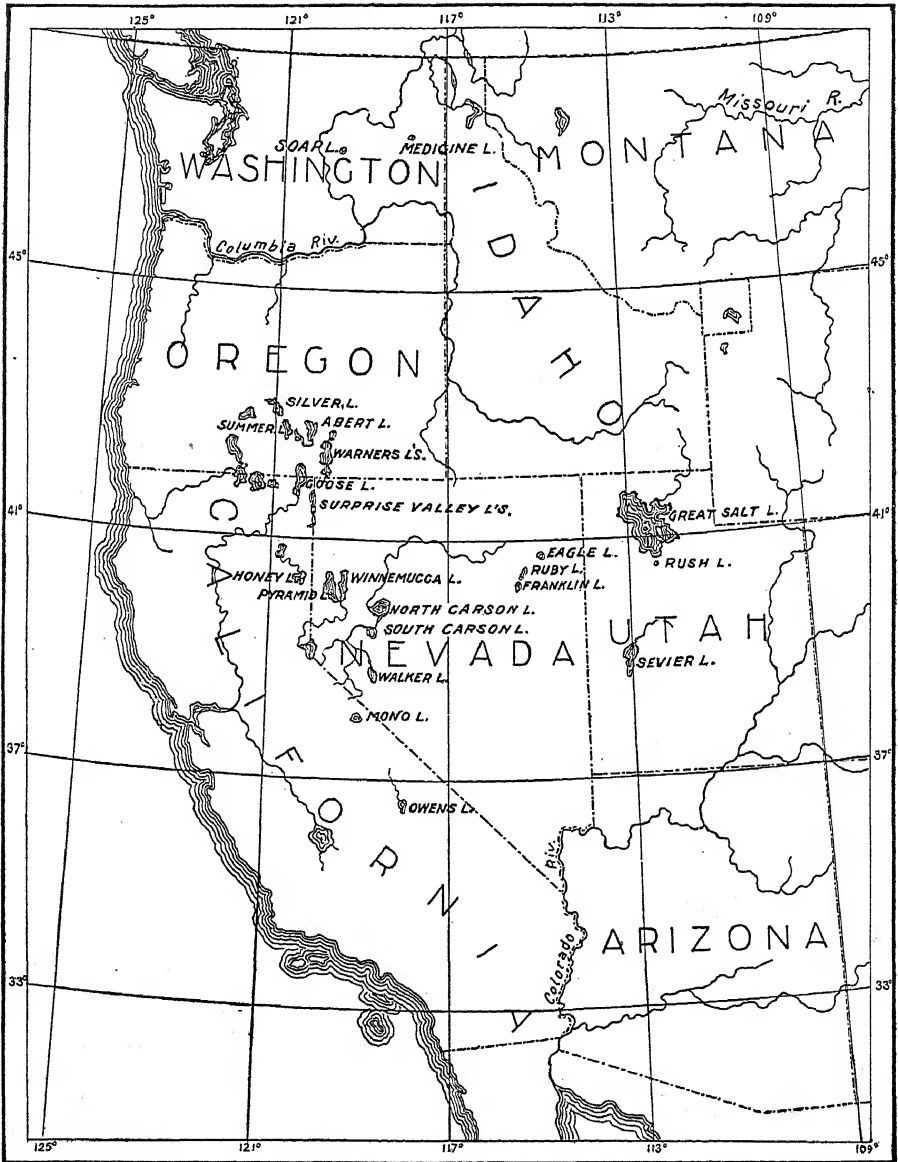 125° 121° 117° 113° 109°
Missouri R.
SOAP L. MEDICINE L.
WASHINGTON MONTANA
IDAHO
Columbia Riv.
45° 45°
OREGON
SILVER, L.
SUMMER L. ABERT L.
WARNERS L'S.
GOOSE L.
SURPRISE VALLEY L'S.
GREAT SALT L.
41° 41°
CALIFORNIA
EAGLE L.
RUSH L.
HONEY L. WINNEMUCCA L. RUBY L.
PYRAMID L. FRANKLIN L.
NORTH CARSON L.
SOUTH CARSON L.
NEVADA UTAH
SEVIER L.
WALKER L.
MONO L.
37° 37°
OWENS L.
Colorado Riv.
ARIZONA
33° 33°
125° 121° 117° 113° 109°